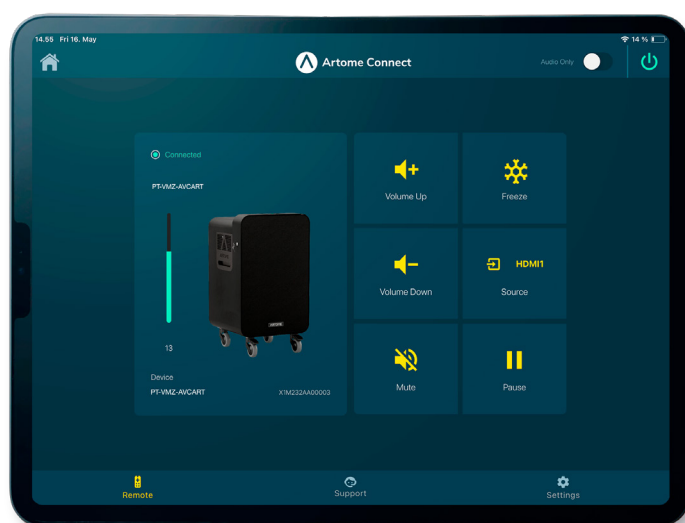 14.55 Fri 16. May
14 %
Artome Connect
Audio Only
Connected
PT-VMZ-AVCART
13
Device
PT-VMZ-AVCART X1M232AA00003
Volume Up
Freeze
Volume Down
HDMI1
Source
Mute
Pause
Remote
Support
Settings